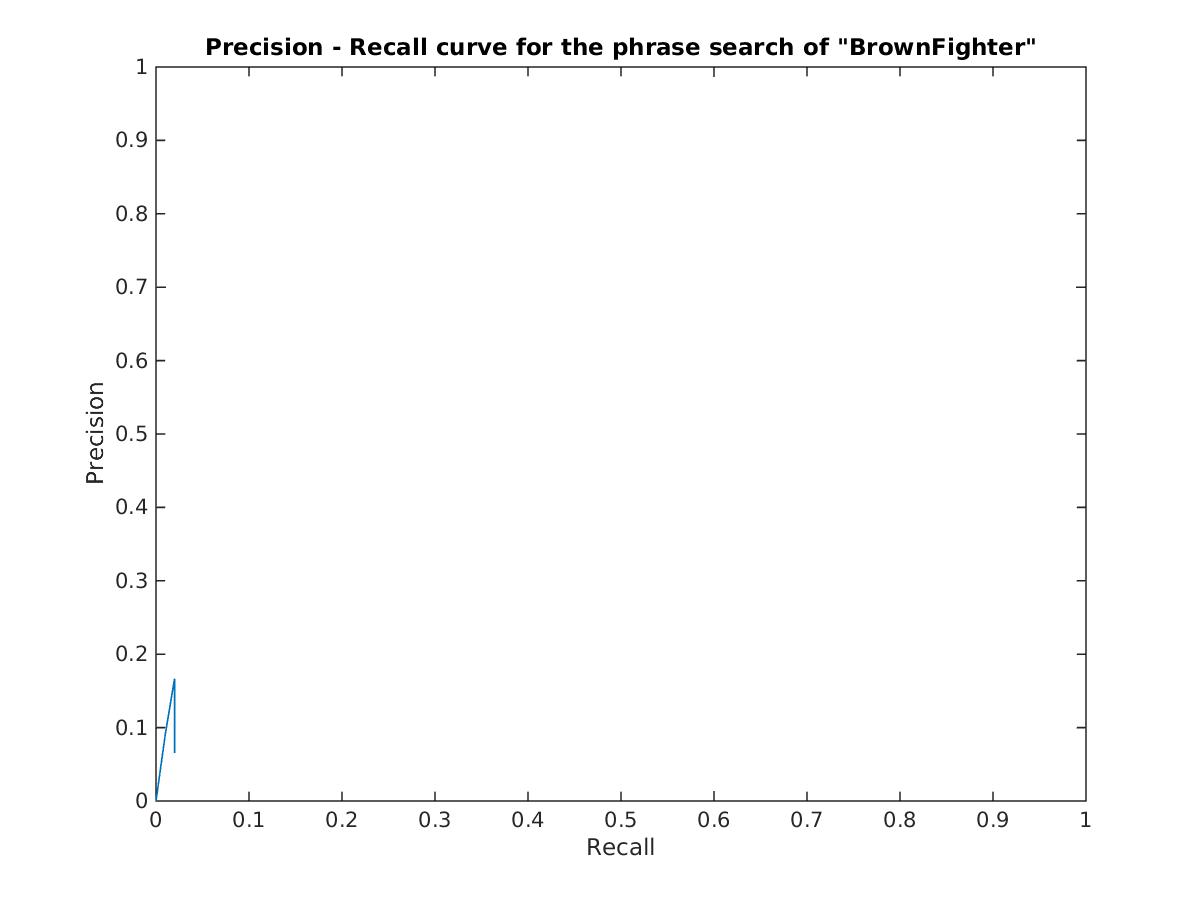 Precision - Recall curve for the phrase search of "BrownFighter"
1
0.9
0.8
0.7
0.6
0.5
0.4
0.3
0.2
0.1
0
Precision
0 0.1 0.2 0.3 0.4 0.5 0.6 0.7 0.8 0.9 1
Recall